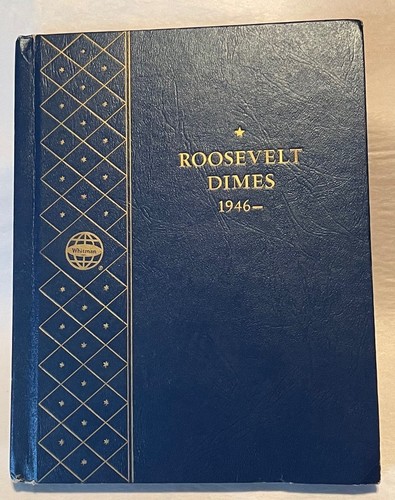 ROOSEVELT
DIMES
1946—
Whitman
®